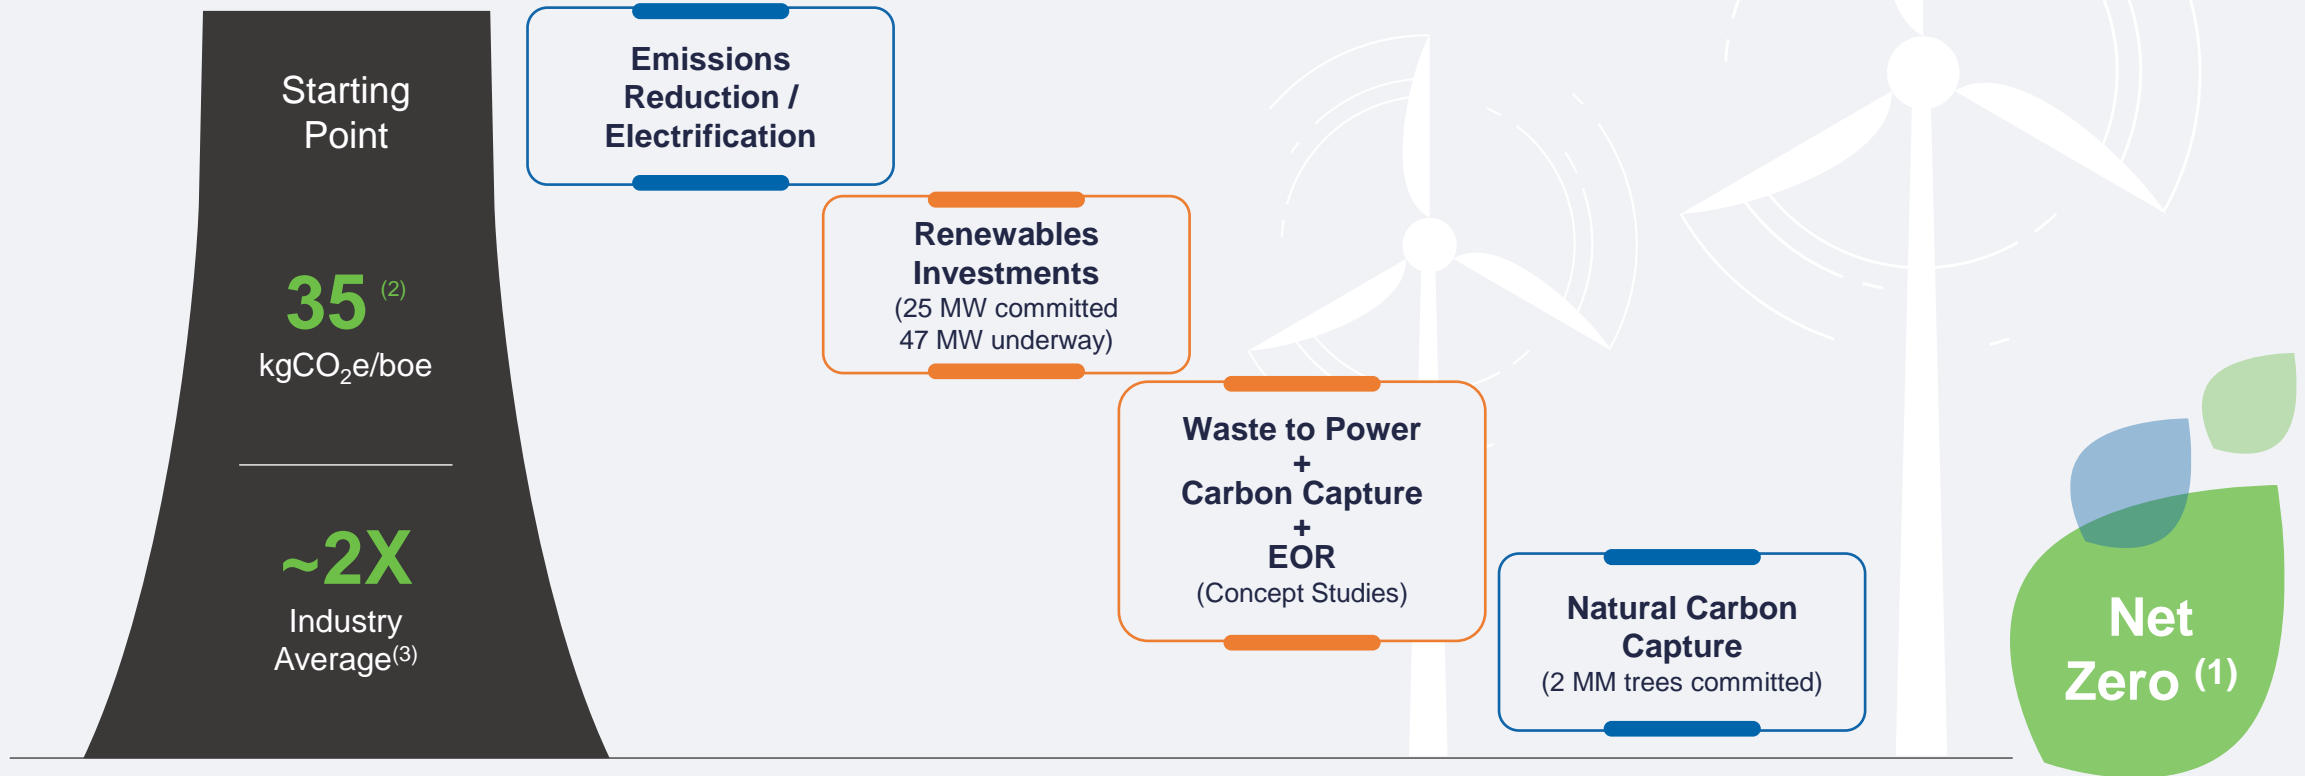 Starting
Point
35 (2)
kgCO₂e/boe
~2X
Industry
Average(3)
Emissions
Reduction /
Electrification
Renewables
Investments
(25 MW committed
47 MW underway)
Waste to Power
+
Carbon Capture
+
EOR
(Concept Studies)
Natural Carbon
Capture
(2 MM trees committed)
Net
Zero (1)